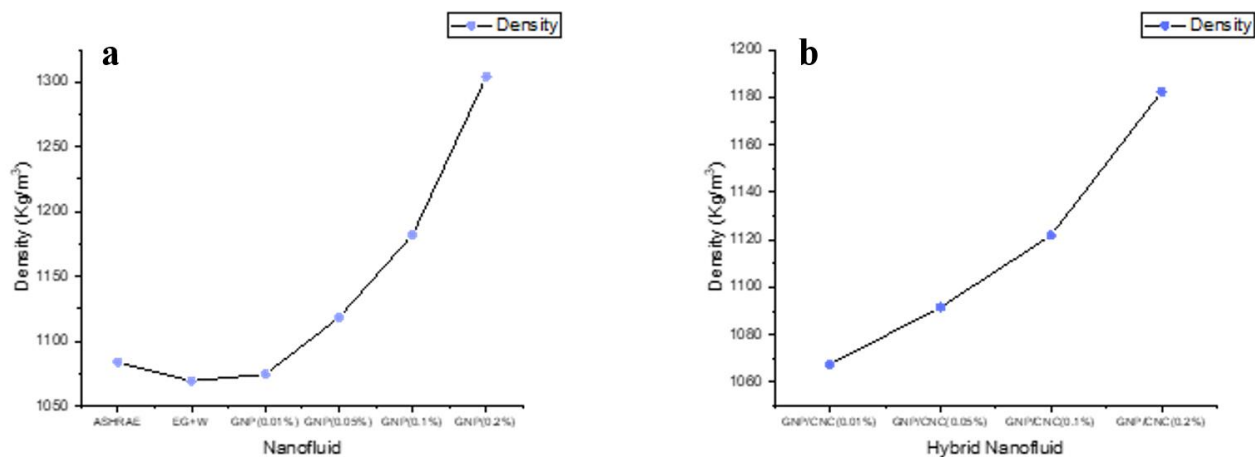 Density
a
1300
1250
1200
1150
1100
1050
Density (Kg/m³)
ASHRAE EG+W GNP(0.01%) GNP(0.05%) GNP(0.1%) GNP(0.2%)
Nanofluid
Density
b
1200
1180
1160
1140
1120
1100
1080
1060
Density (Kg/m³)
GNP/CNC(0.01%) GNP/CNC(0.05%) GNP/CNC(0.1%) GNP/CNC(0.2%)
Hybrid Nanofluid